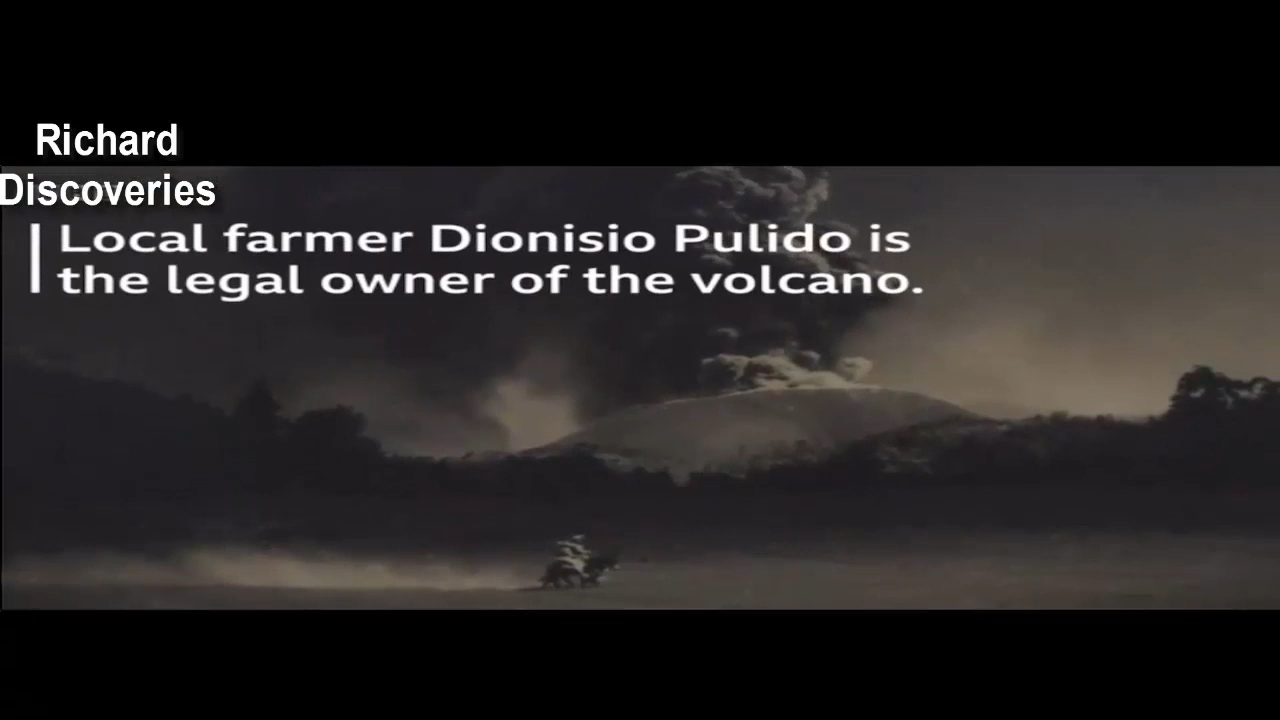 Richard
Discoveries
Local farmer Dionisio Pulido is
the legal owner of the volcano.